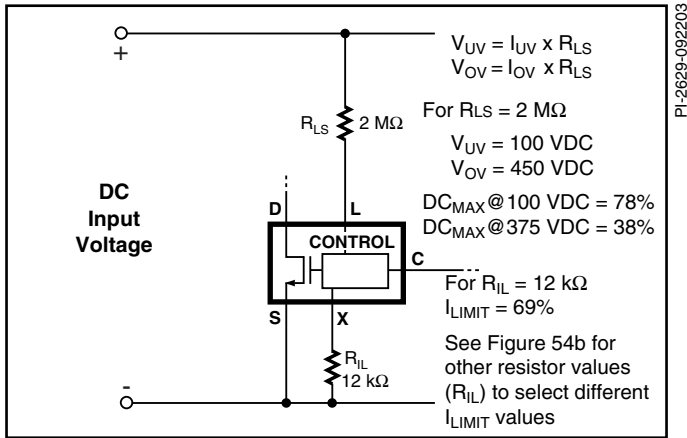 +
DC
Input
Voltage
-
R_LS
2 MΩ
D
L
CONTROL
C
S
X
R_IL
12 kΩ
V_UV = I_UV x R_LS
V_OV = I_OV x R_LS
For R_LS = 2 MΩ
V_UV = 100 VDC
V_OV = 450 VDC
DC_MAX@100 VDC = 78%
DC_MAX@375 VDC = 38%
For R_IL = 12 kΩ
I_LIMIT = 69%
See Figure 54b for
other resistor values
(R_IL) to select different
I_LIMIT values
PI-2629-092203